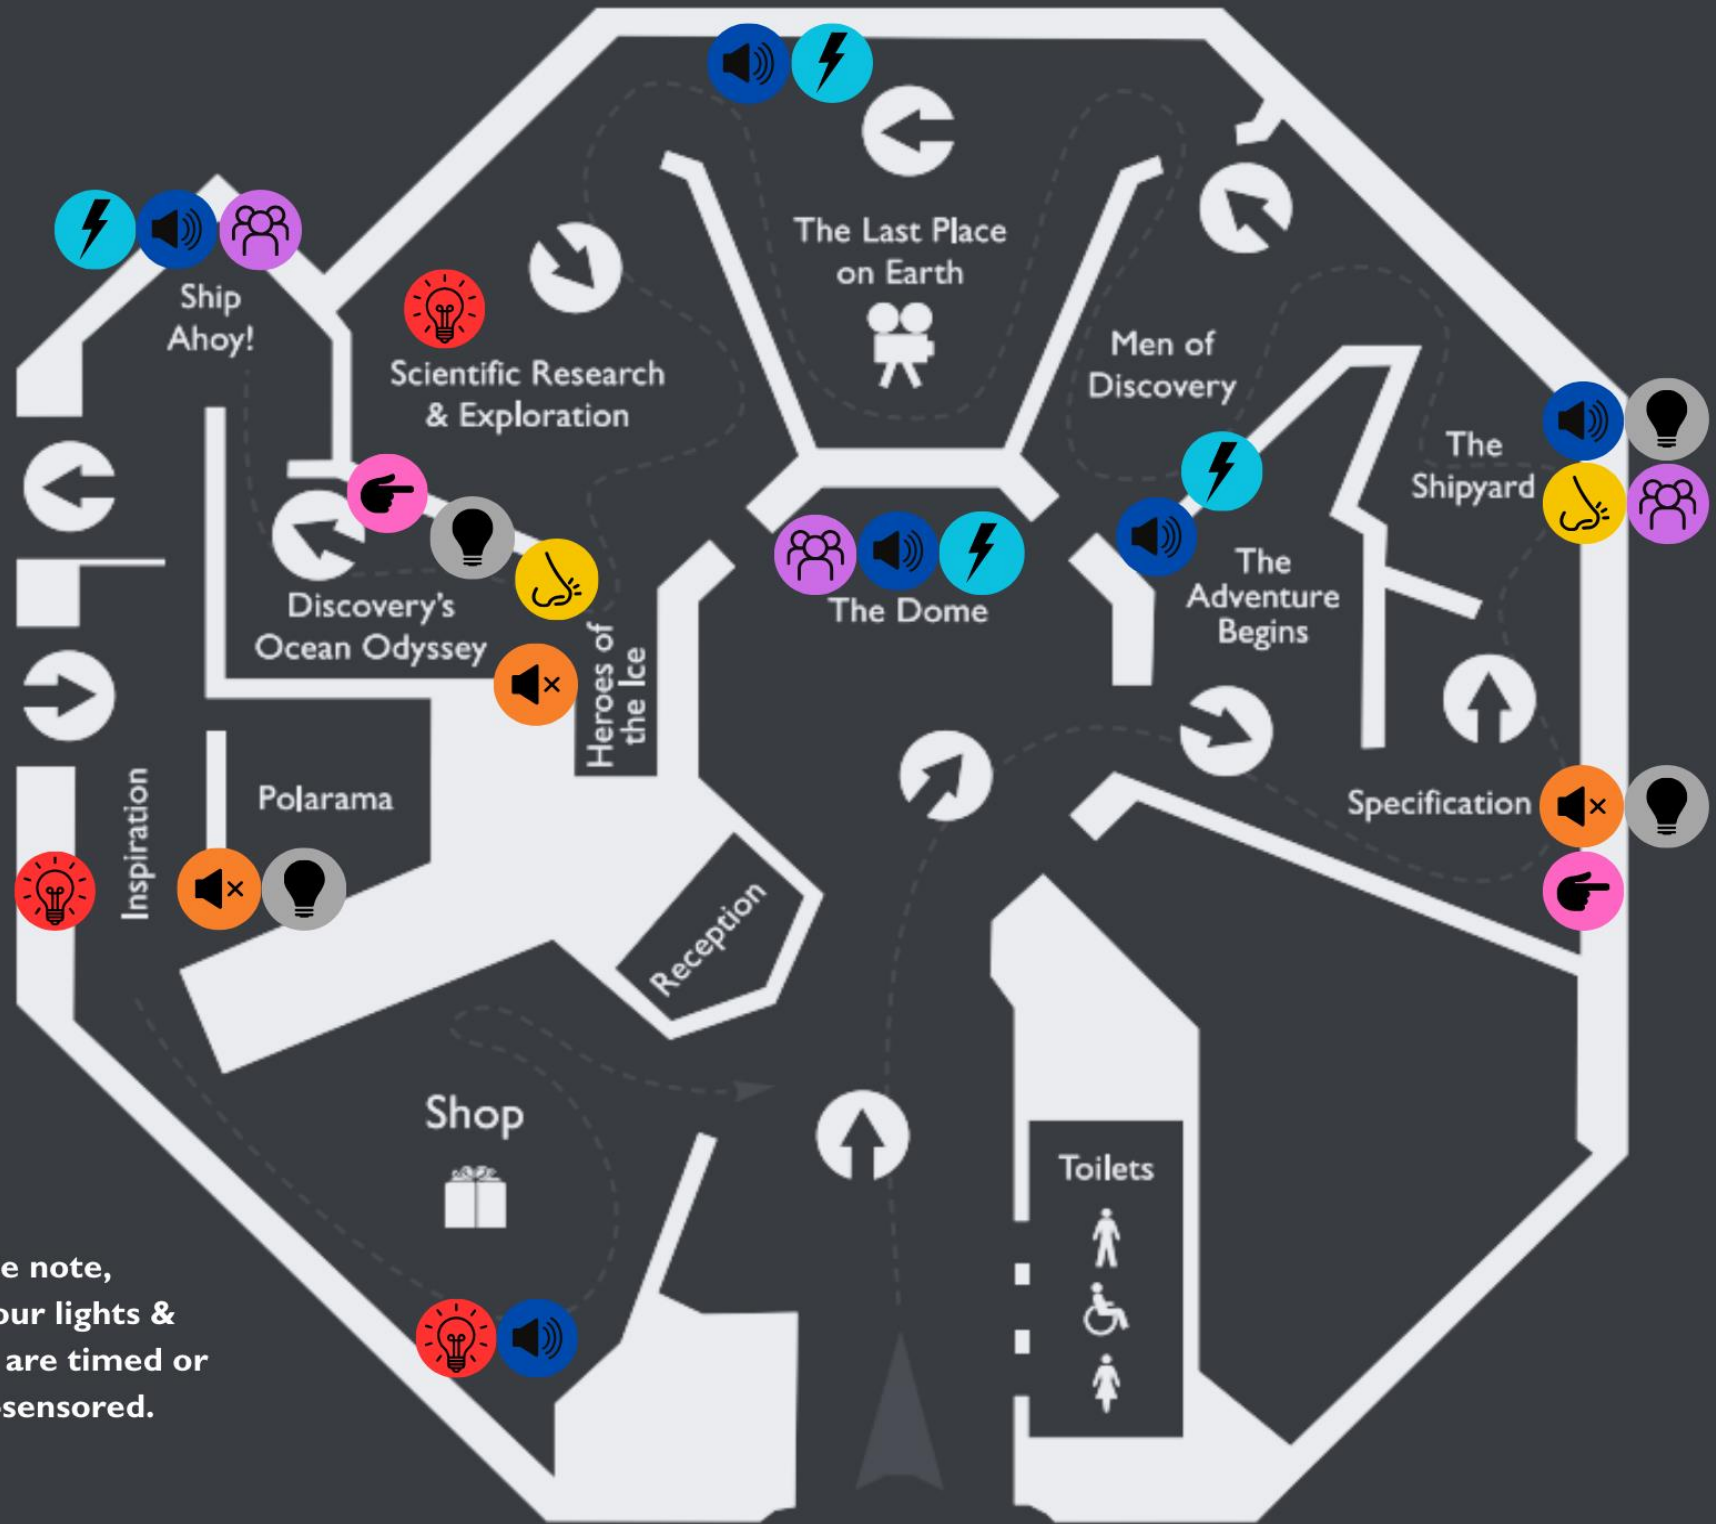 The Last Place
on Earth
Ship
Ahoy!
Scientific Research
& Exploration
Men of
Discovery
The
Shipyard
The Dome
The
Adventure
Begins
Discovery's
Ocean Odyssey
Heroes of
the Ice
Inspiration
Polarama
Specification
Reception
Shop
Toilets
e note,
our lights &
are timed or
sensored.